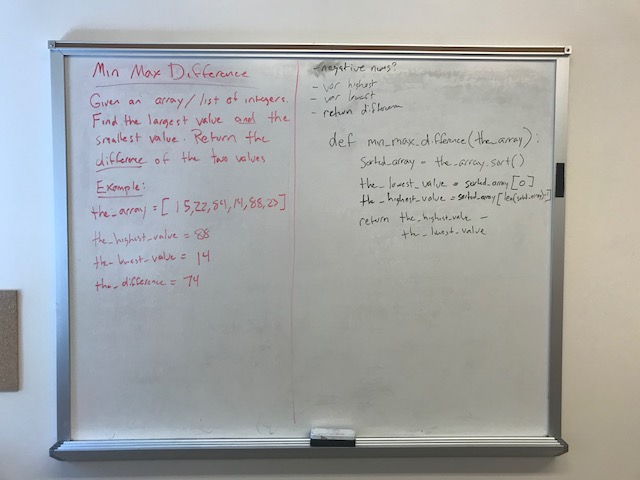 Min Max Difference
Given an array/list of integers.
Find the largest value and the
smallest value. Return the
difference of the two values
Example:
the_array = [15,22,84,14,88,23]
the_highest_value = 88
the_lowest_value = 14
the_difference = 74
- negative nums?
- var highest
- var lowest
- return difference
def min_max_difference(the_array):
sorted_array = the_array.sort()
the_lowest_value = sorted_array[0]
the_highest_value = sorted_array
return the_highest_value -
the_lowest_value